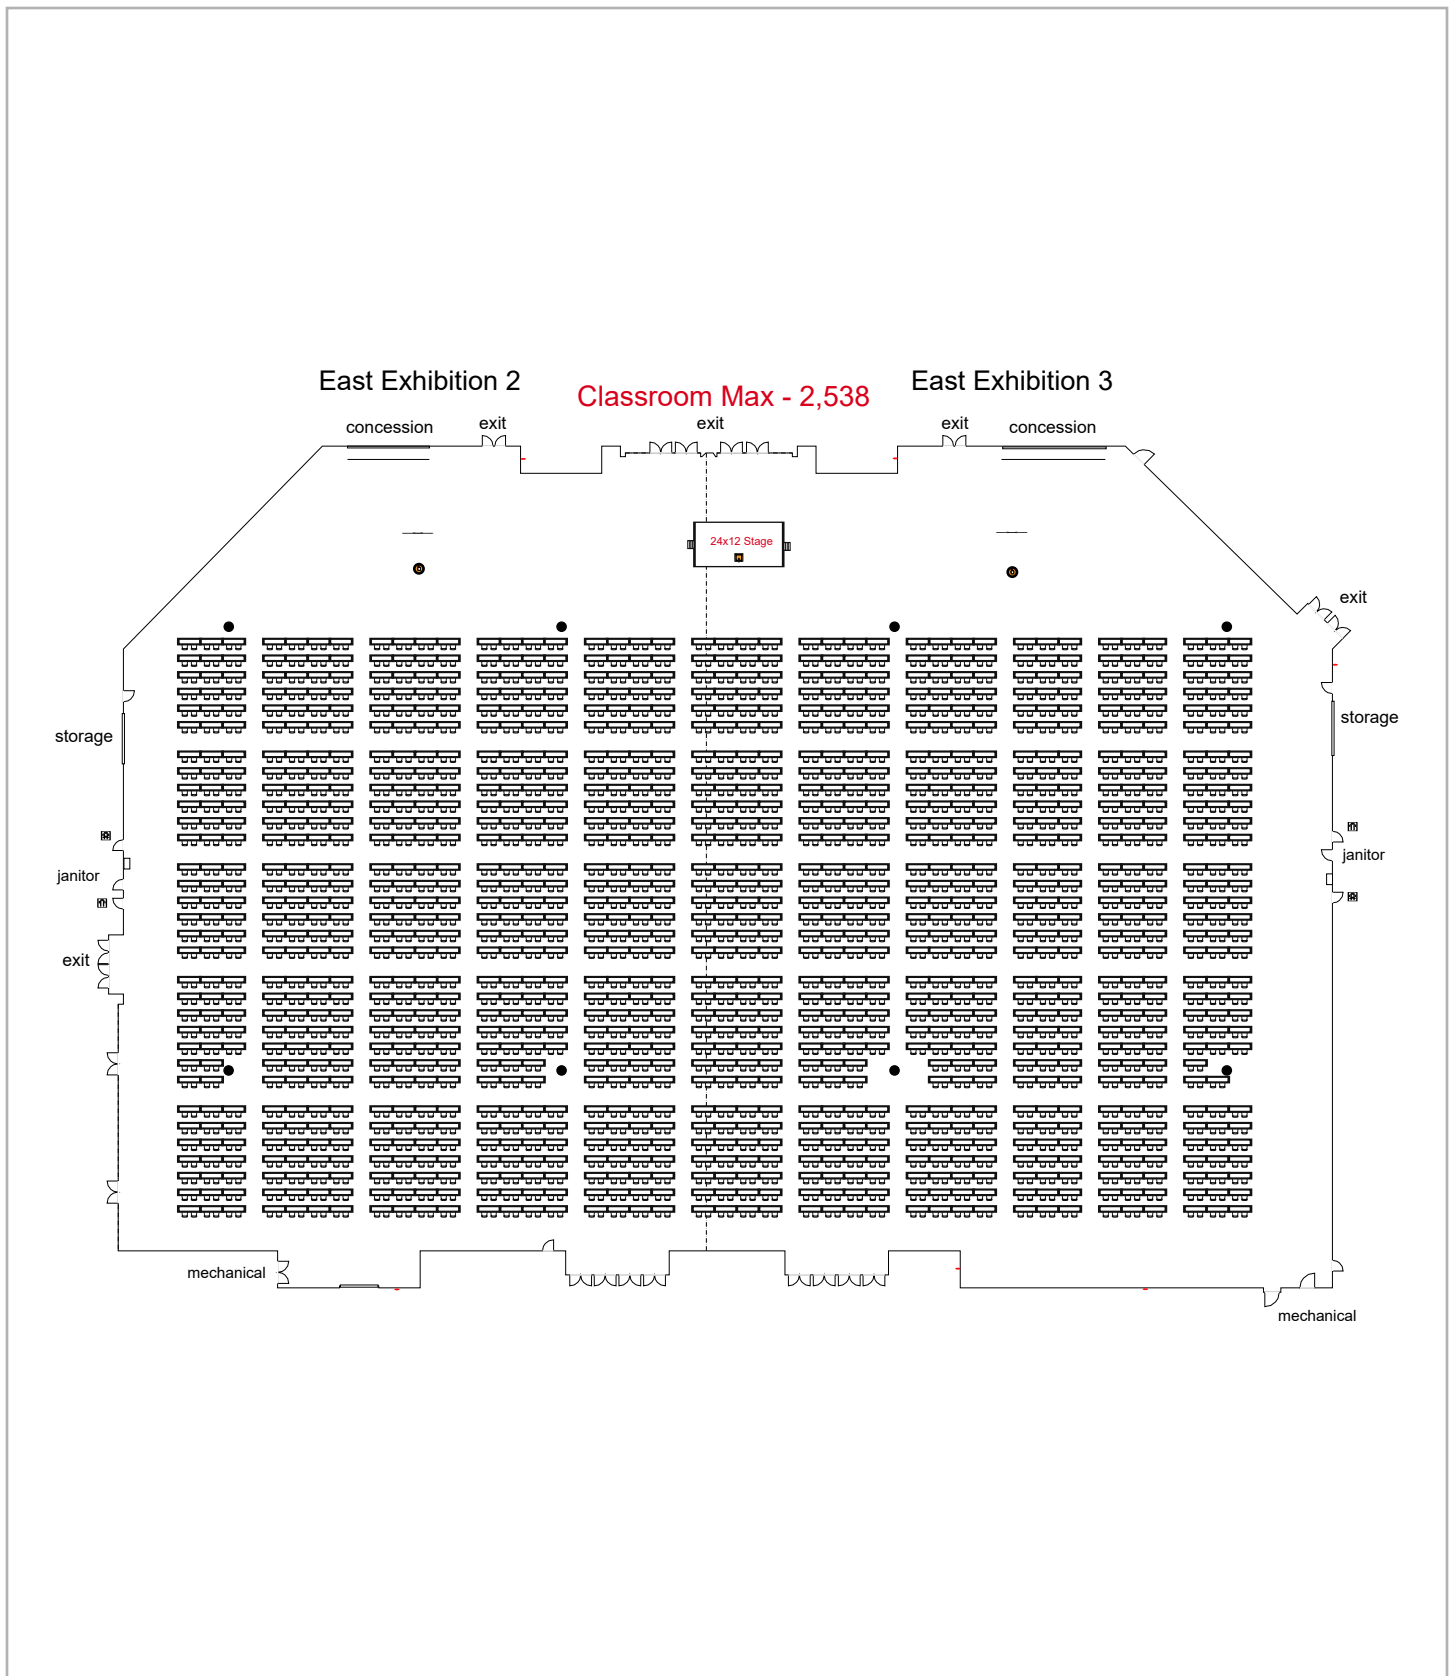 East Exhibition 2
East Exhibition 3
Classroom Max - 2,538
concession
exit
exit
exit
concession
24x12 Stage
exit
storage
storage
janitor
janitor
exit
mechanical
mechanical